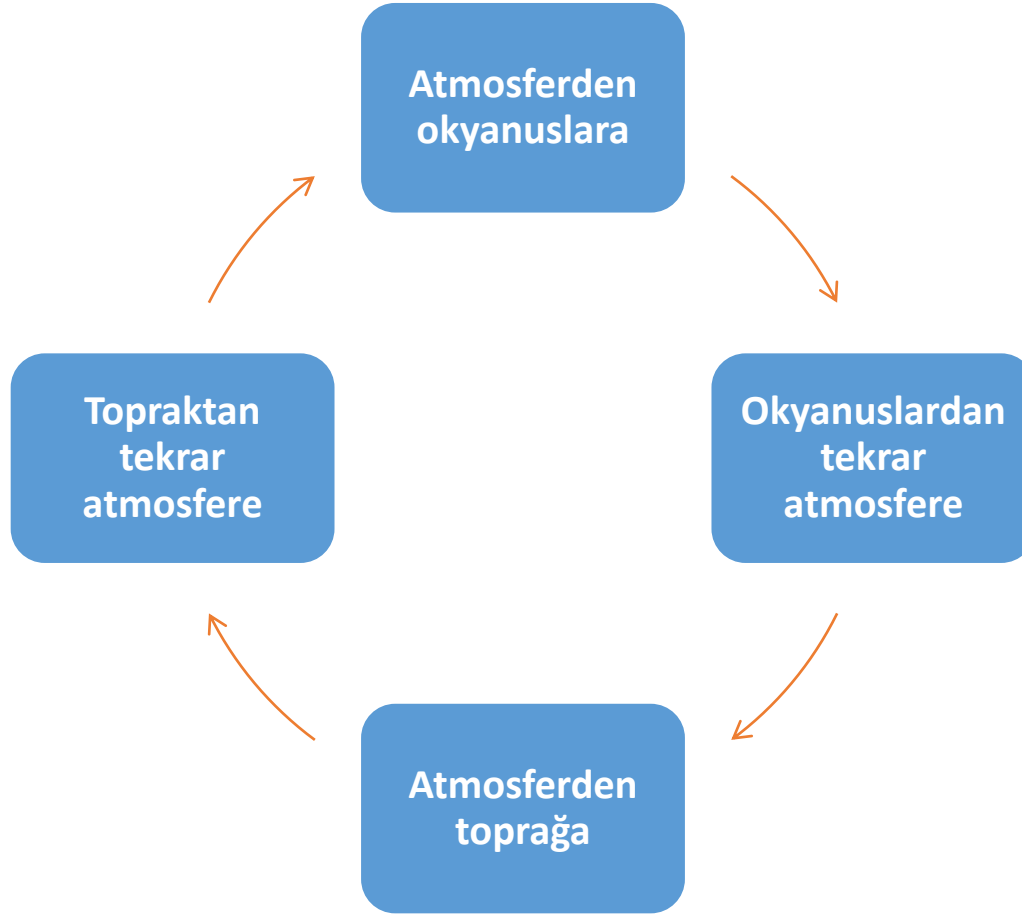 Atmosferden
okyanuslara
Okyanuslardan
tekrar
atmosfere
Atmosferden
toprağa
Topraktan
tekrar
atmosfere